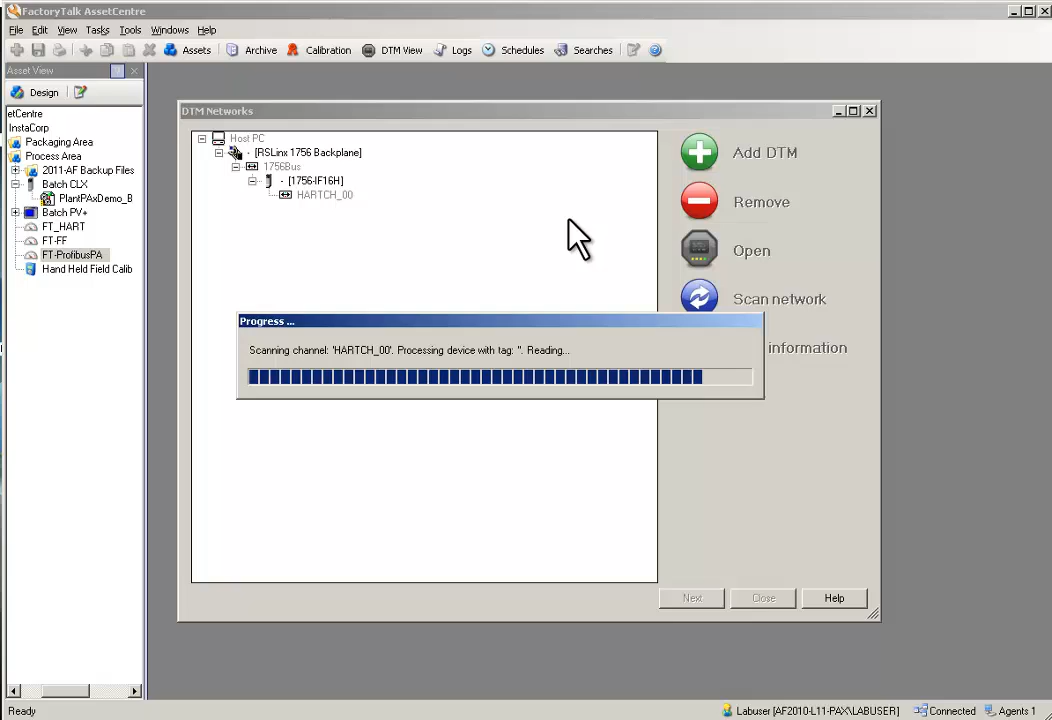 FactoryTalk AssetCentre
File Edit View Tasks Tools Windows Help
Assets Archive Calibration DTM View Logs Schedules Searches
Asset View
Design
etCentre
InstaCorp
Packaging Area
Process Area
2011-AF Backup Files
Batch CLX
PlantPAxDemo_B
Batch PV+
FT_HART
FT-FF
FT-ProfibusPA
Hand Held Field Calib
DTM Networks
Host PC
- [RSLinx 1756 Backplane]
1756Bus
- [1756-IF16H]
HARTCH_00
Add DTM
Remove
Open
Scan network
information
Progress ...
Scanning channel: 'HARTCH_00'. Processing device with tag: ''. Reading...
Next Close Help
Ready
Labuser [AF2010-L11-PAX\LABUSER] Connected Agents 1